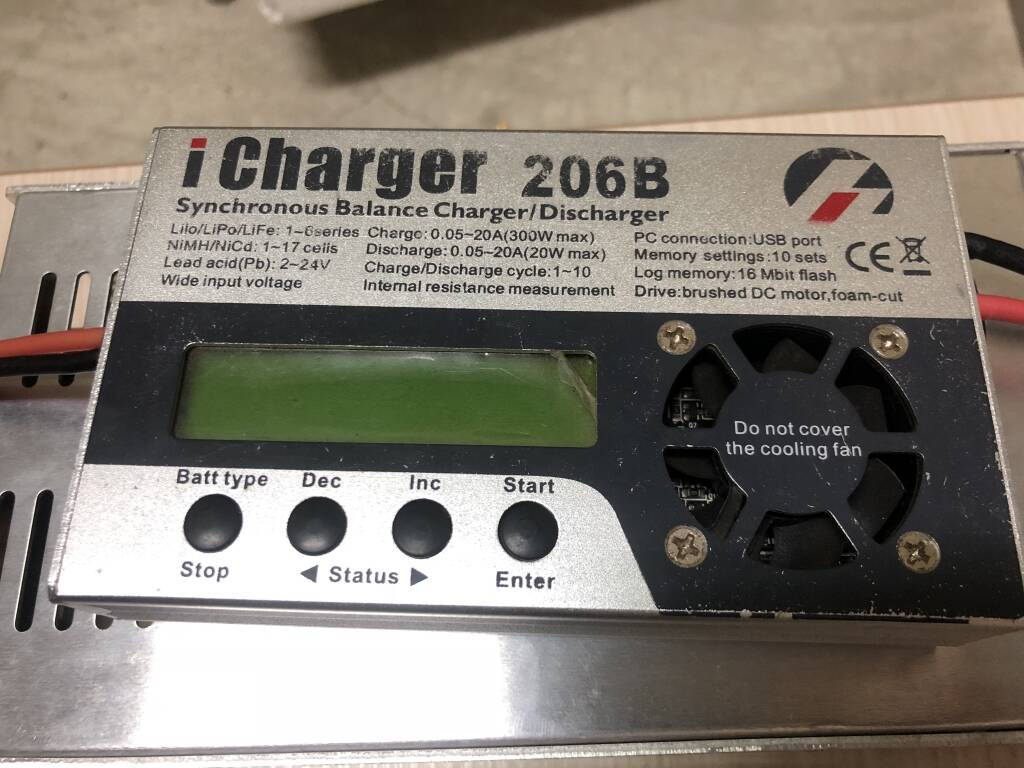 iCharger 206B
Synchronous Balance Charger/Discharger
LiIo/LiPo/LiFe: 1~6series
NiMH/NiCd: 1~17 cells
Lead acid(Pb): 2~24V
Wide input voltage
Charge: 0.05~20A(300W max)
Discharge: 0.05~20A(20W max)
Charge/Discharge cycle: 1~10
Internal resistance measurement
PC connection:USB port
Memory settings: 10 sets
Log memory: 16 Mbit flash
Drive:brushed DC motor,foam-cut
CE
Do not cover
the cooling fan
Batt type Dec Inc Start
Stop ◀ Status ▶ Enter